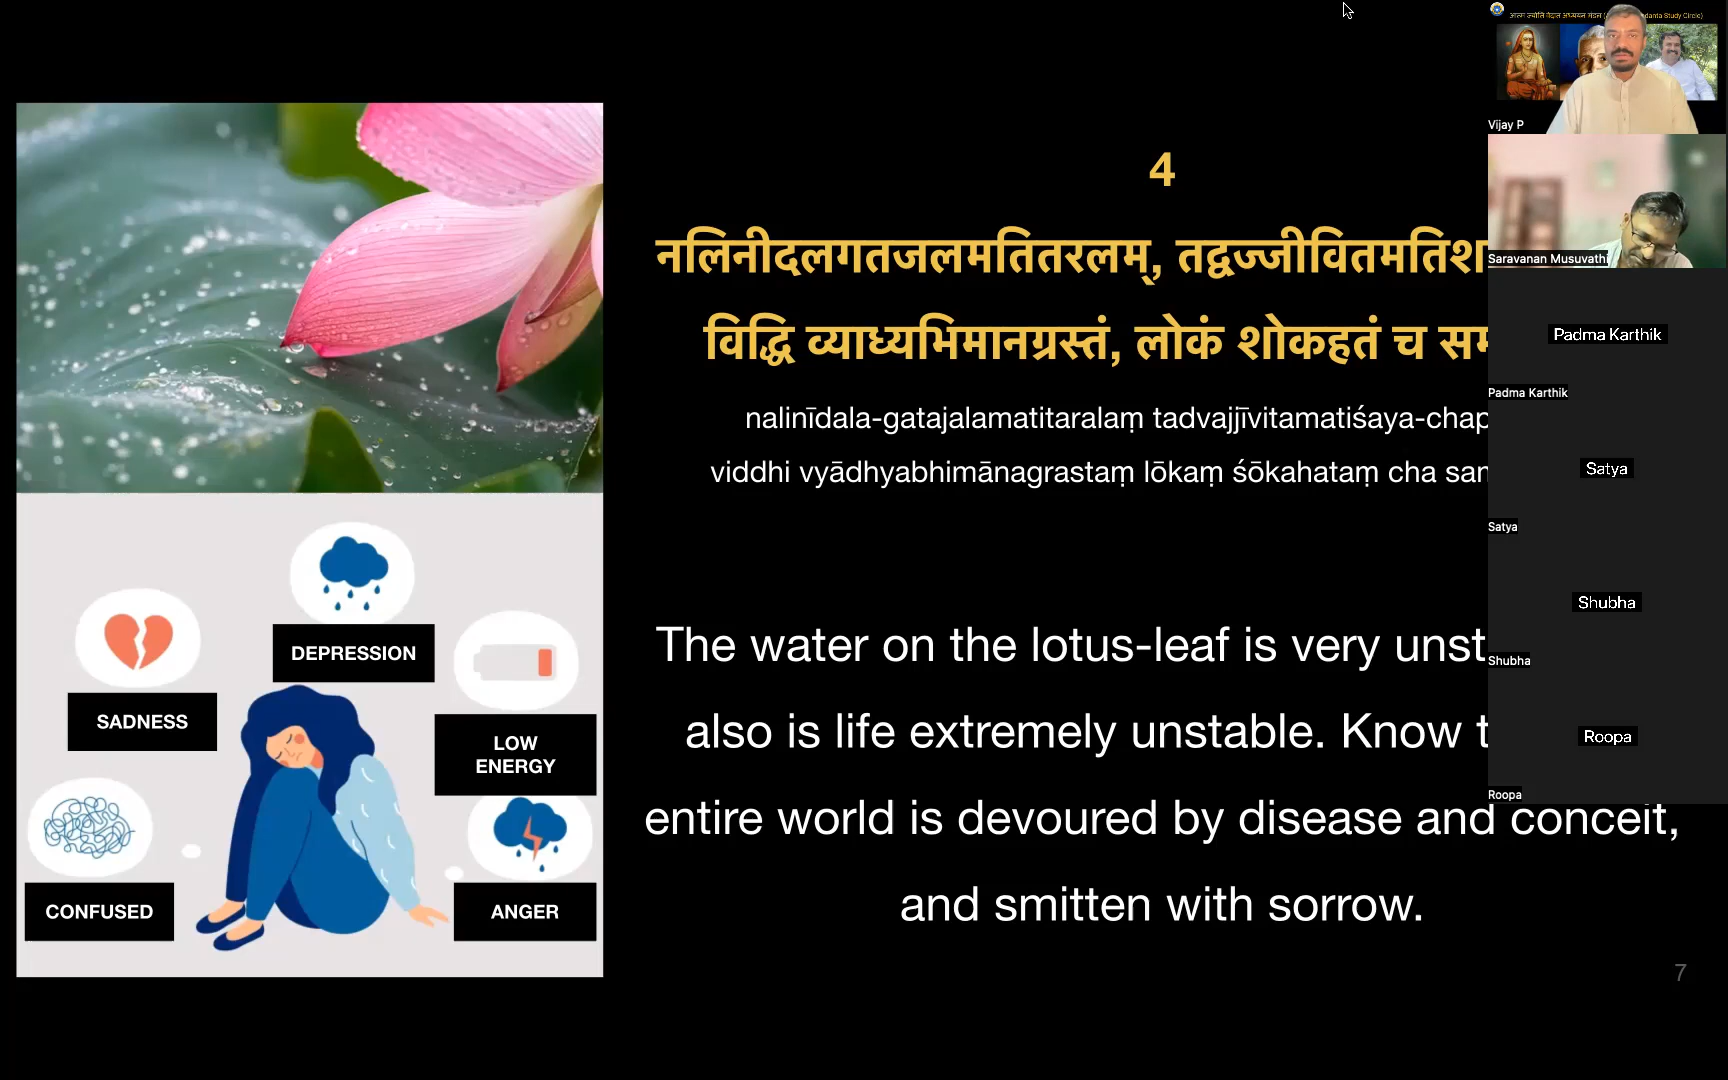 4
नलिनीदलगतजलमतितरलम्, तद्वज्जीवितमतिश
विद्धि व्याध्यभिमानग्रस्तं, लोकं शोकहतं च सम
nalinīdala-gatajalamatitaralaṃ tadvajjīvitamatiśaya-chap
viddhi vyādhyabhimānagrastaṃ lōkaṃ śōkahataṃ cha sam
The water on the lotus-leaf is very unst
also is life extremely unstable. Know t
entire world is devoured by disease and conceit,
and smitten with sorrow.
7
DEPRESSION
SADNESS
LOW
ENERGY
CONFUSED
ANGER
Vijay P
Saravanan Musuvathi
Padma Karthik
Padma Karthik
Satya
Satya
Shubha
Shubha
Roopa
Roopa